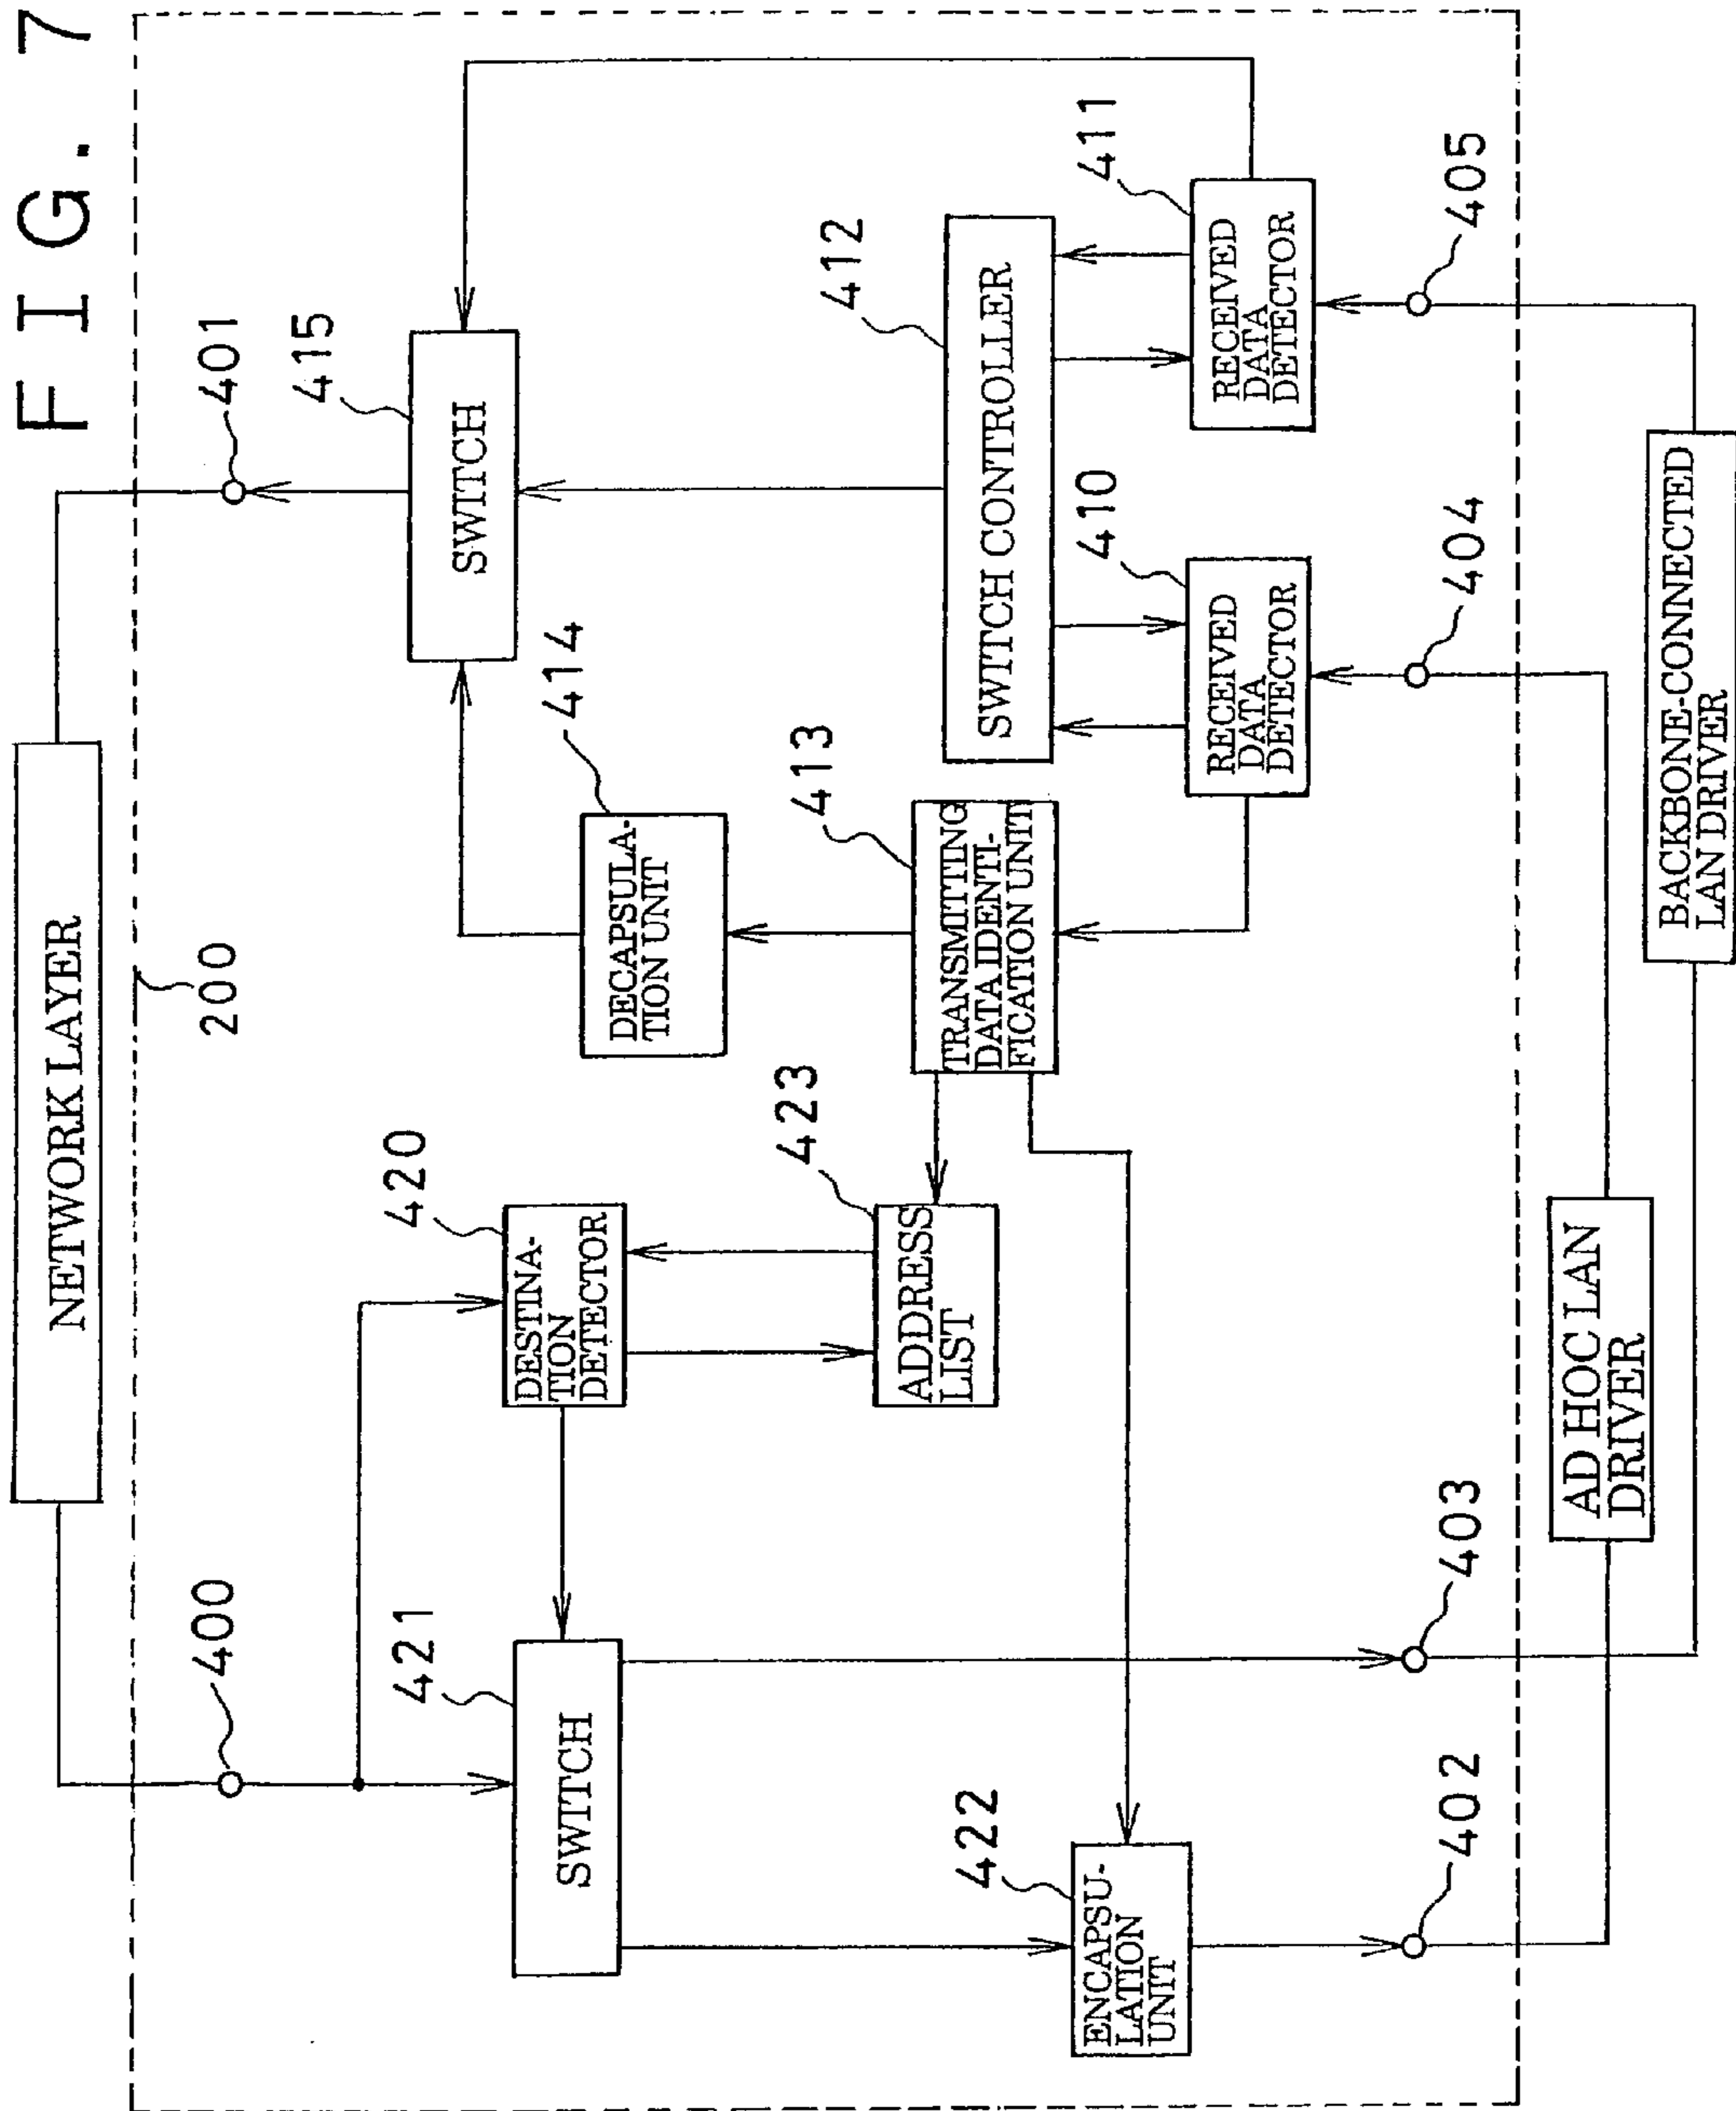 FIG. 7
NETWORK LAYER
200
400
401
SWITCH
421
DESTINA-
TION
DETECTOR
420
DECAPSULA-
TION UNIT
414
SWITCH
415
ADDRESS
LIST
423
TRANSMITTING
DATA IDENTI-
FICATION UNIT
413
SWITCH CONTROLLER
412
ENCAPSU-
LATION
UNIT
422
RECEIVED
DATA
DETECTOR
410
RECEIVED
DATA
DETECTOR
411
402
403
404
405
AD HOC LAN
DRIVER
BACKBONE-CONNECTED
LAN DRIVER